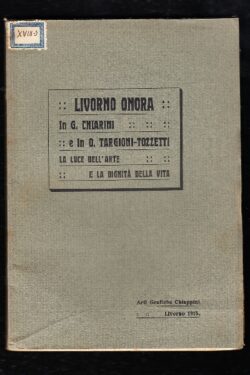 XVIII-9
:: LIVORNO ONORA ::
In G. CHIARINI :: ::
:: e In O. TARGIONI-TOZZETTI
LA LUCE DELL'ARTE :: ::
:: E LA DIGNITÀ DELLA VITA
Arti Grafiche Chiappini
Livorno 1915.